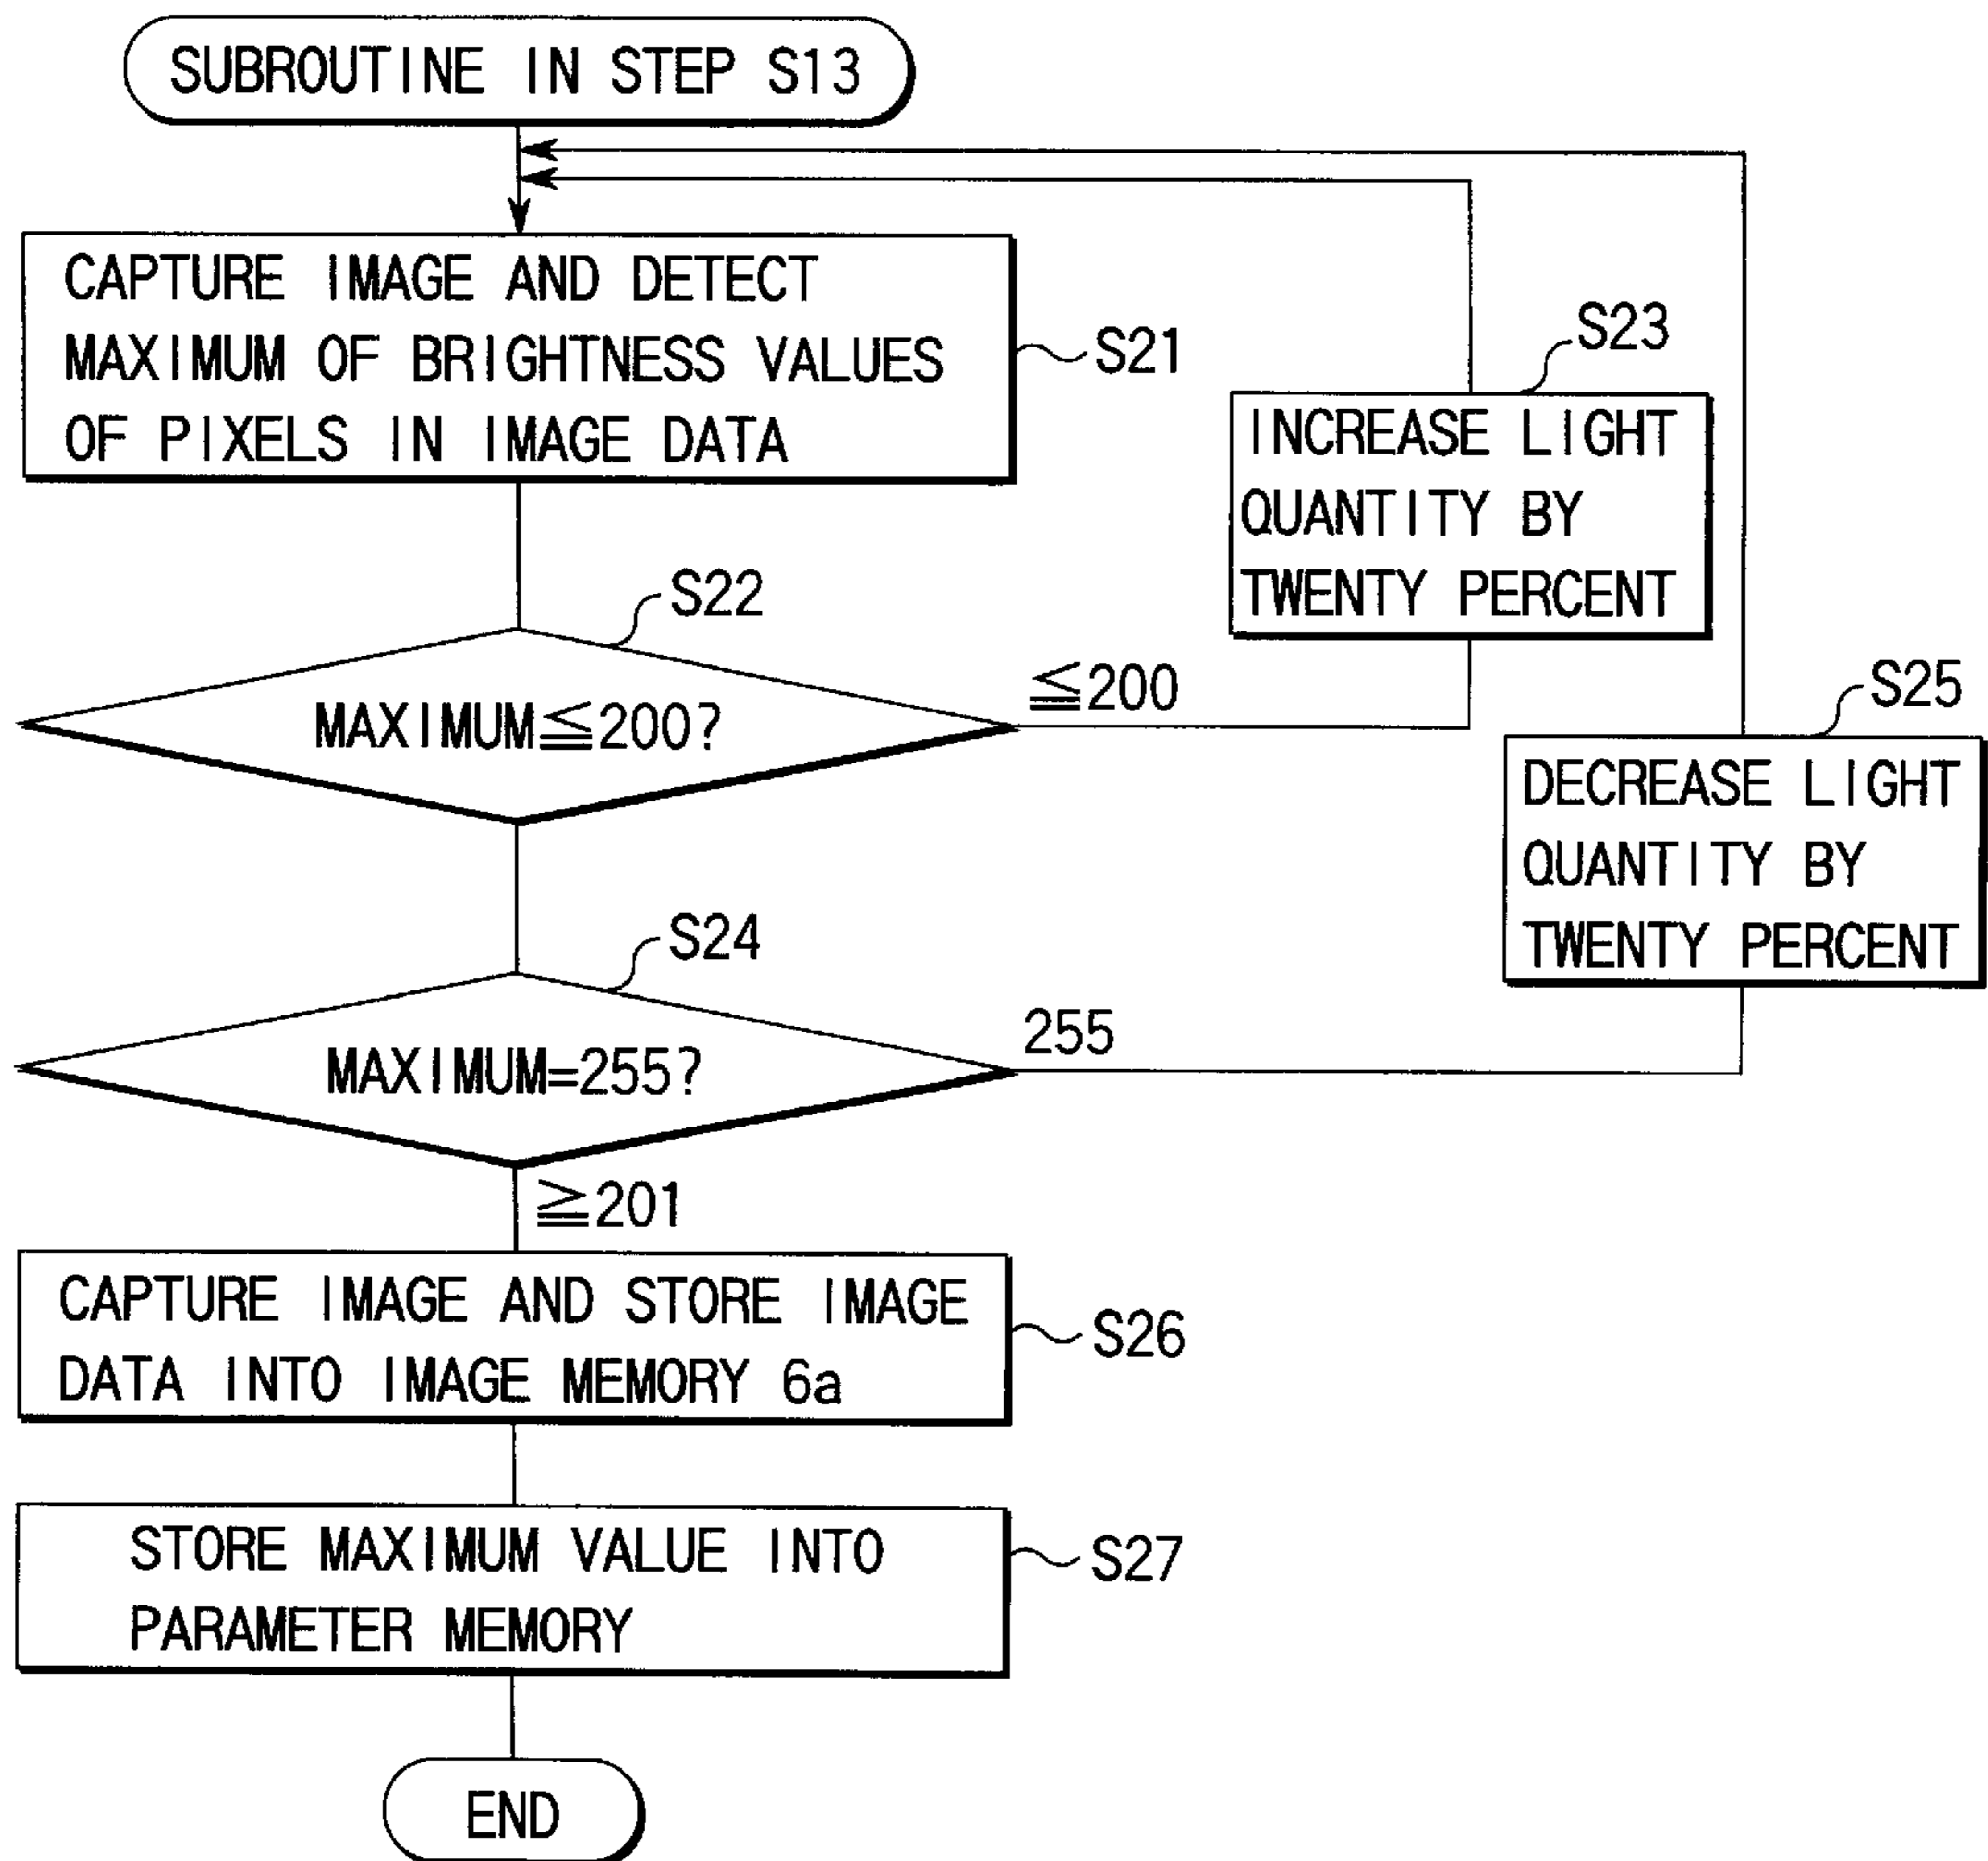 SUBROUTINE IN STEP S13
CAPTURE IMAGE AND DETECT
MAXIMUM OF BRIGHTNESS VALUES
OF PIXELS IN IMAGE DATA
S21
S23
INCREASE LIGHT
QUANTITY BY
TWENTY PERCENT
S22
MAXIMUM≦200?
≦200
S25
DECREASE LIGHT
QUANTITY BY
TWENTY PERCENT
S24
MAXIMUM=255?
255
≧201
CAPTURE IMAGE AND STORE IMAGE
DATA INTO IMAGE MEMORY 6a
S26
STORE MAXIMUM VALUE INTO
PARAMETER MEMORY
S27
END